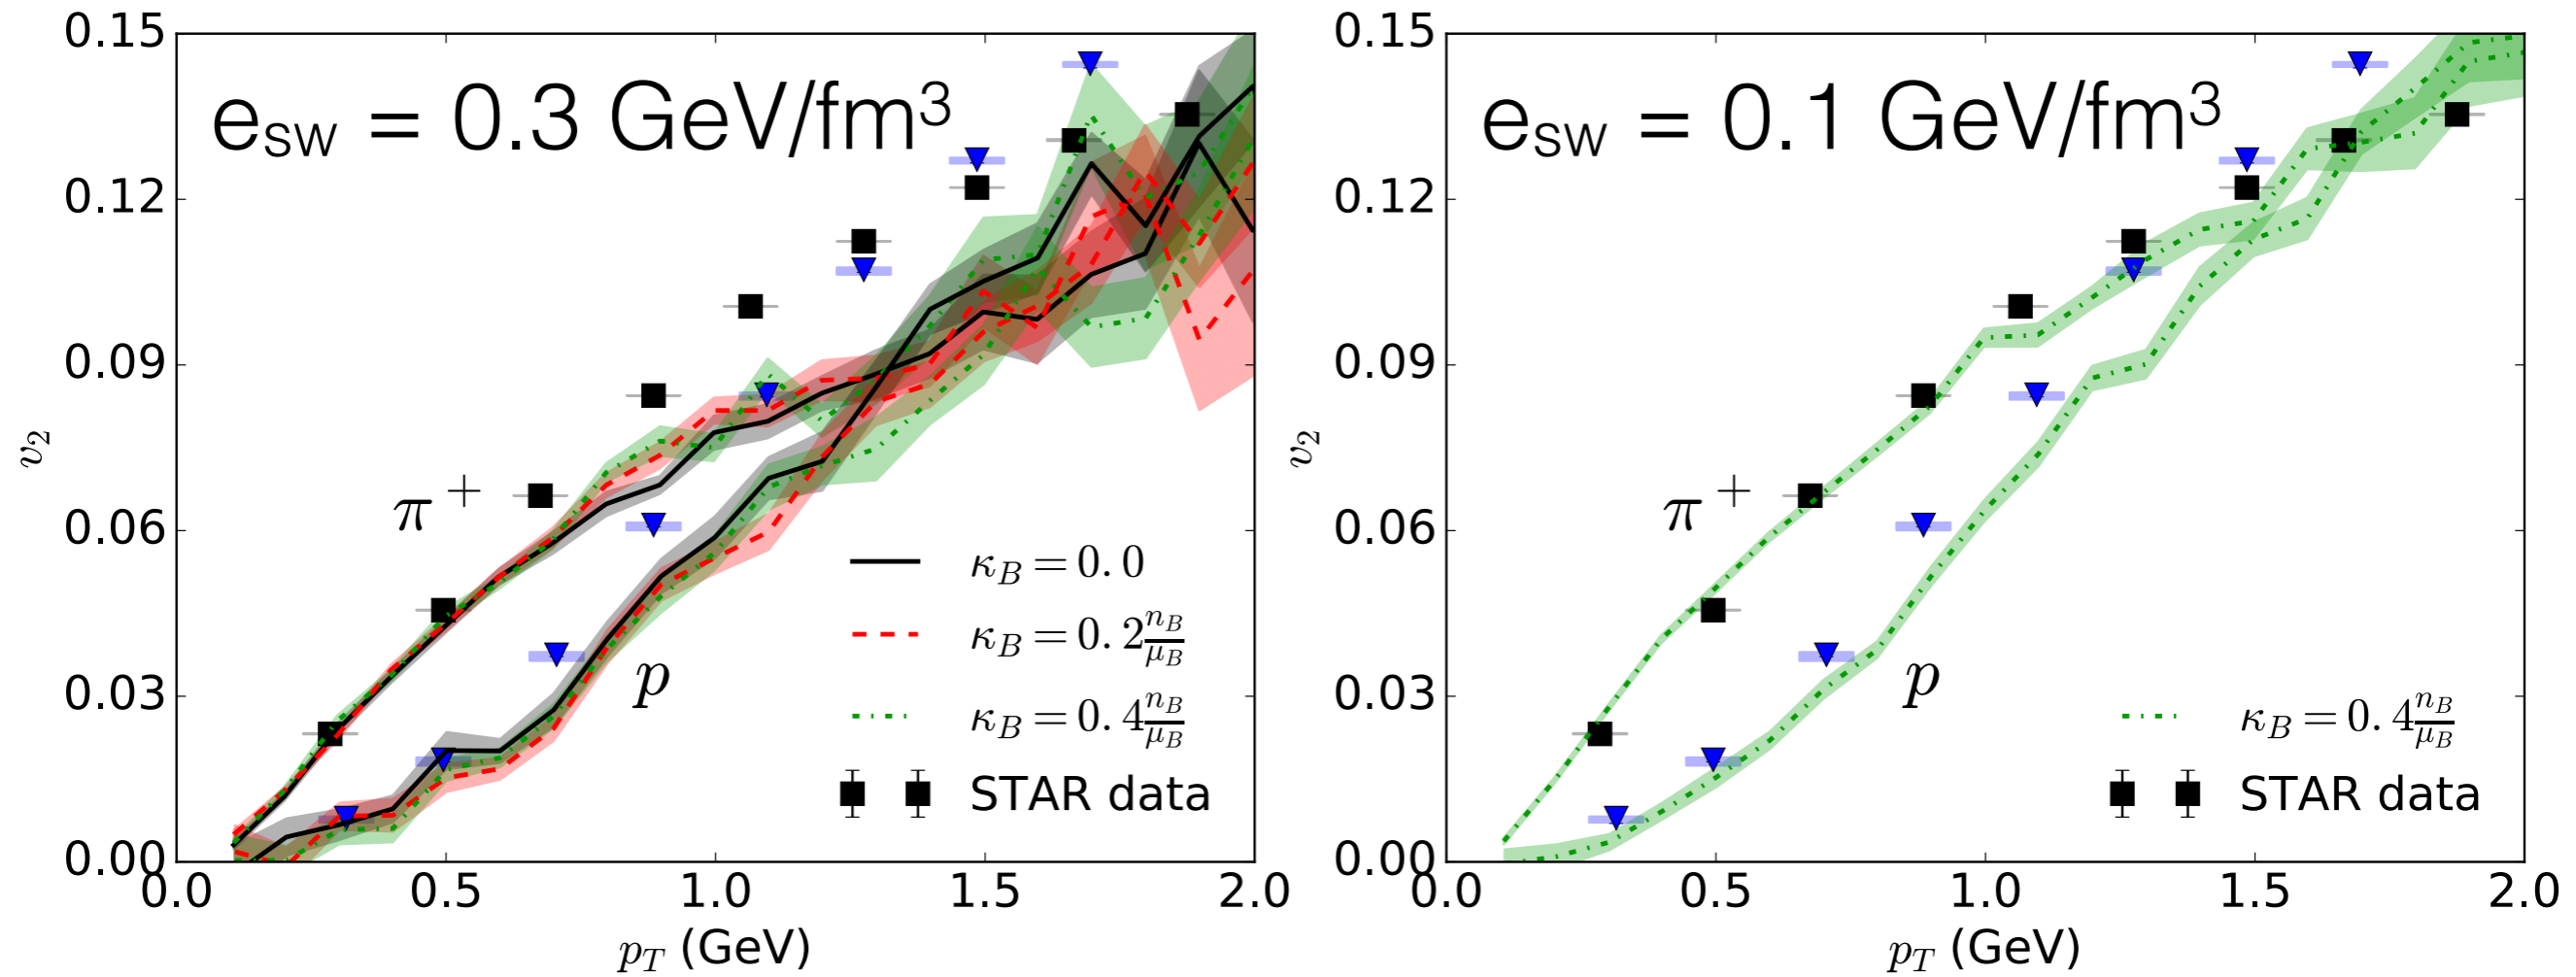 e_SW = 0.3 GeV/fm³
0.15
0.12
0.09
0.06
0.03
0.00
v₂
π⁺
p
κ_B = 0.0
κ_B = 0.2 n_B/μ_B
κ_B = 0.4 n_B/μ_B
STAR data
0.0 0.5 1.0 1.5 2.0
p_T (GeV)
e_SW = 0.1 GeV/fm³
0.15
0.12
0.09
0.06
0.03
0.00
v₂
π⁺
p
κ_B = 0.4 n_B/μ_B
STAR data
0.0 0.5 1.0 1.5 2.0
p_T (GeV)